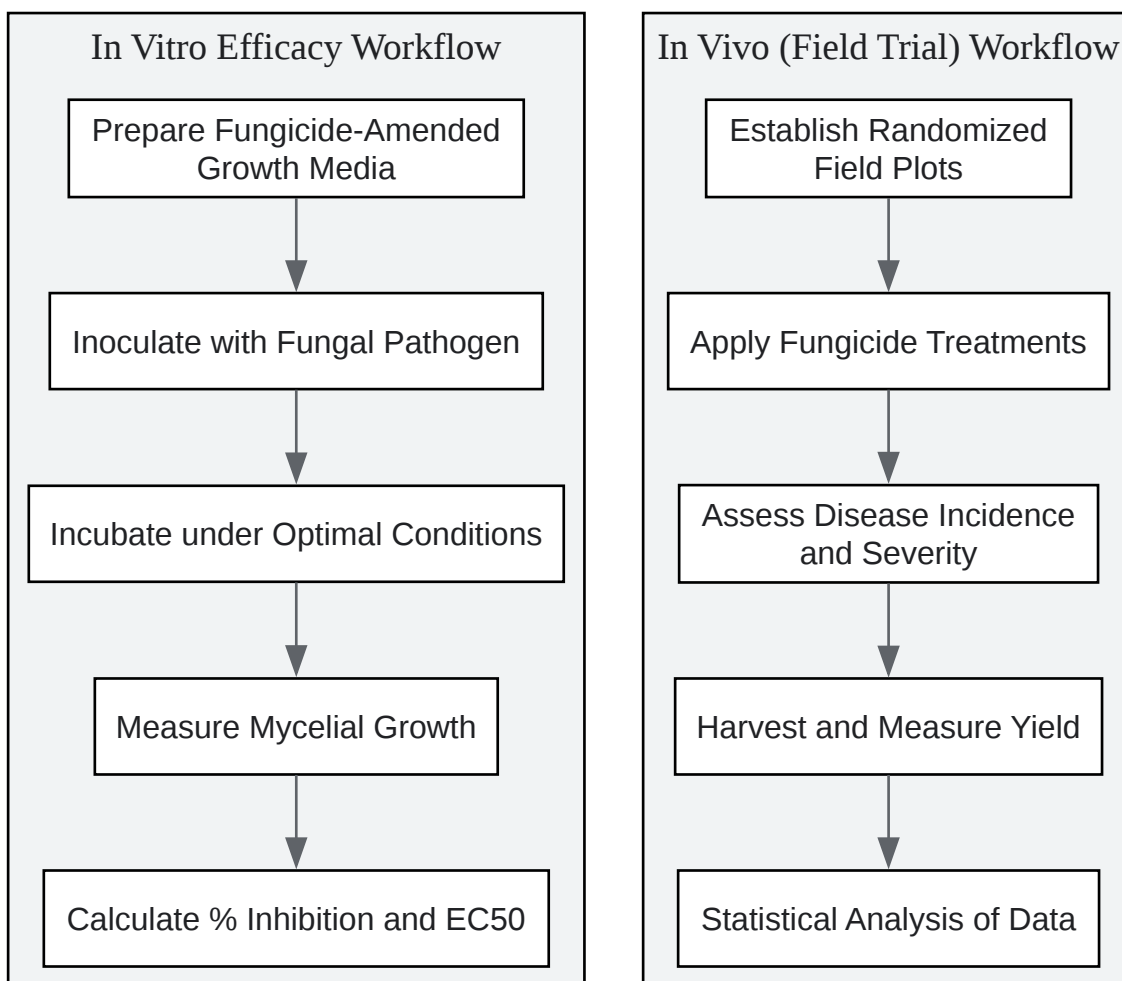 In Vitro Efficacy Workflow
Prepare Fungicide-Amended
Growth Media
Inoculate with Fungal Pathogen
Incubate under Optimal Conditions
Measure Mycelial Growth
Calculate % Inhibition and EC50
In Vivo (Field Trial) Workflow
Establish Randomized
Field Plots
Apply Fungicide Treatments
Assess Disease Incidence
and Severity
Harvest and Measure Yield
Statistical Analysis of Data